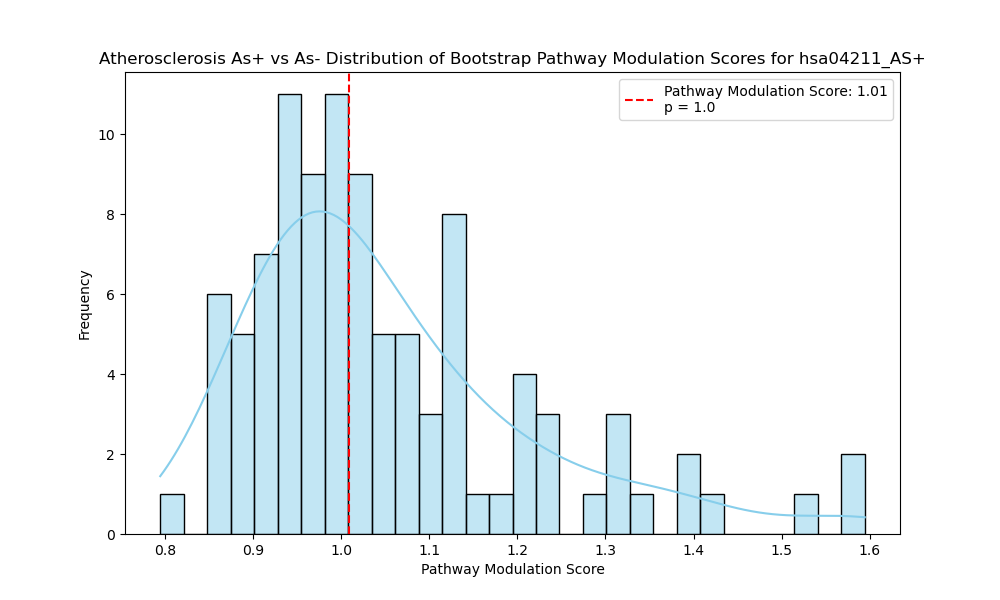 Atherosclerosis As+ vs As- Distribution of Bootstrap Pathway Modulation Scores for hsa04211_AS+
Pathway Modulation Score: 1.01
p = 1.0
Frequency
10
8
6
4
2
0
0.8 0.9 1.0 1.1 1.2 1.3 1.4 1.5 1.6
Pathway Modulation Score